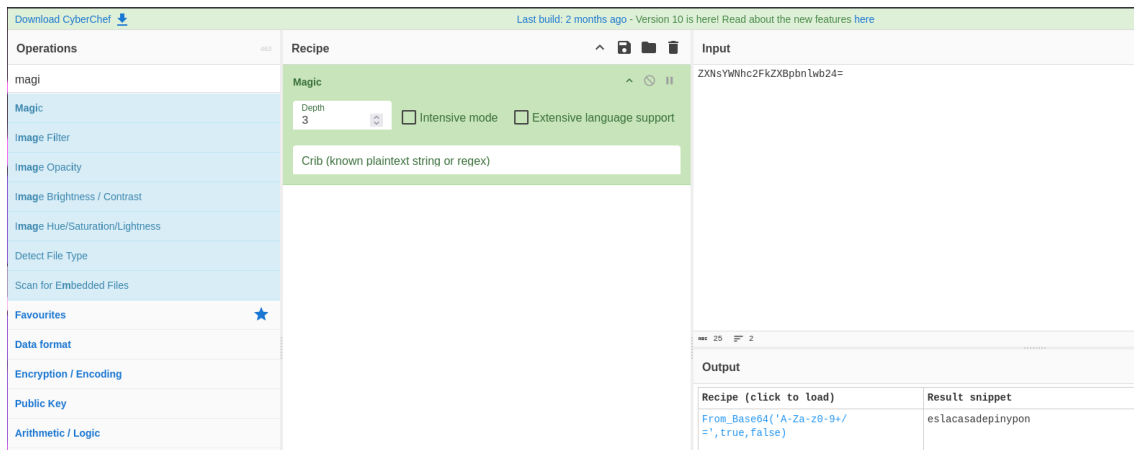 Download CyberChef
Last build: 2 months ago - Version 10 is here! Read about the new features here
Operations
463
Recipe
Input
magi
Magic
Image Filter
Image Opacity
Image Brightness / Contrast
Image Hue/Saturation/Lightness
Detect File Type
Scan for Embedded Files
Favourites
Data format
Encryption / Encoding
Public Key
Arithmetic / Logic
Magic
Depth
3
Intensive mode
Extensive language support
Crib (known plaintext string or regex)
ZXNsYWNhc2FkZXBpbnlwb24=
ABC 25 2
Output
Recipe (click to load) Result snippet
From_Base64('A-Za-z0-9+/ eslacasadepinypon
=',true,false)